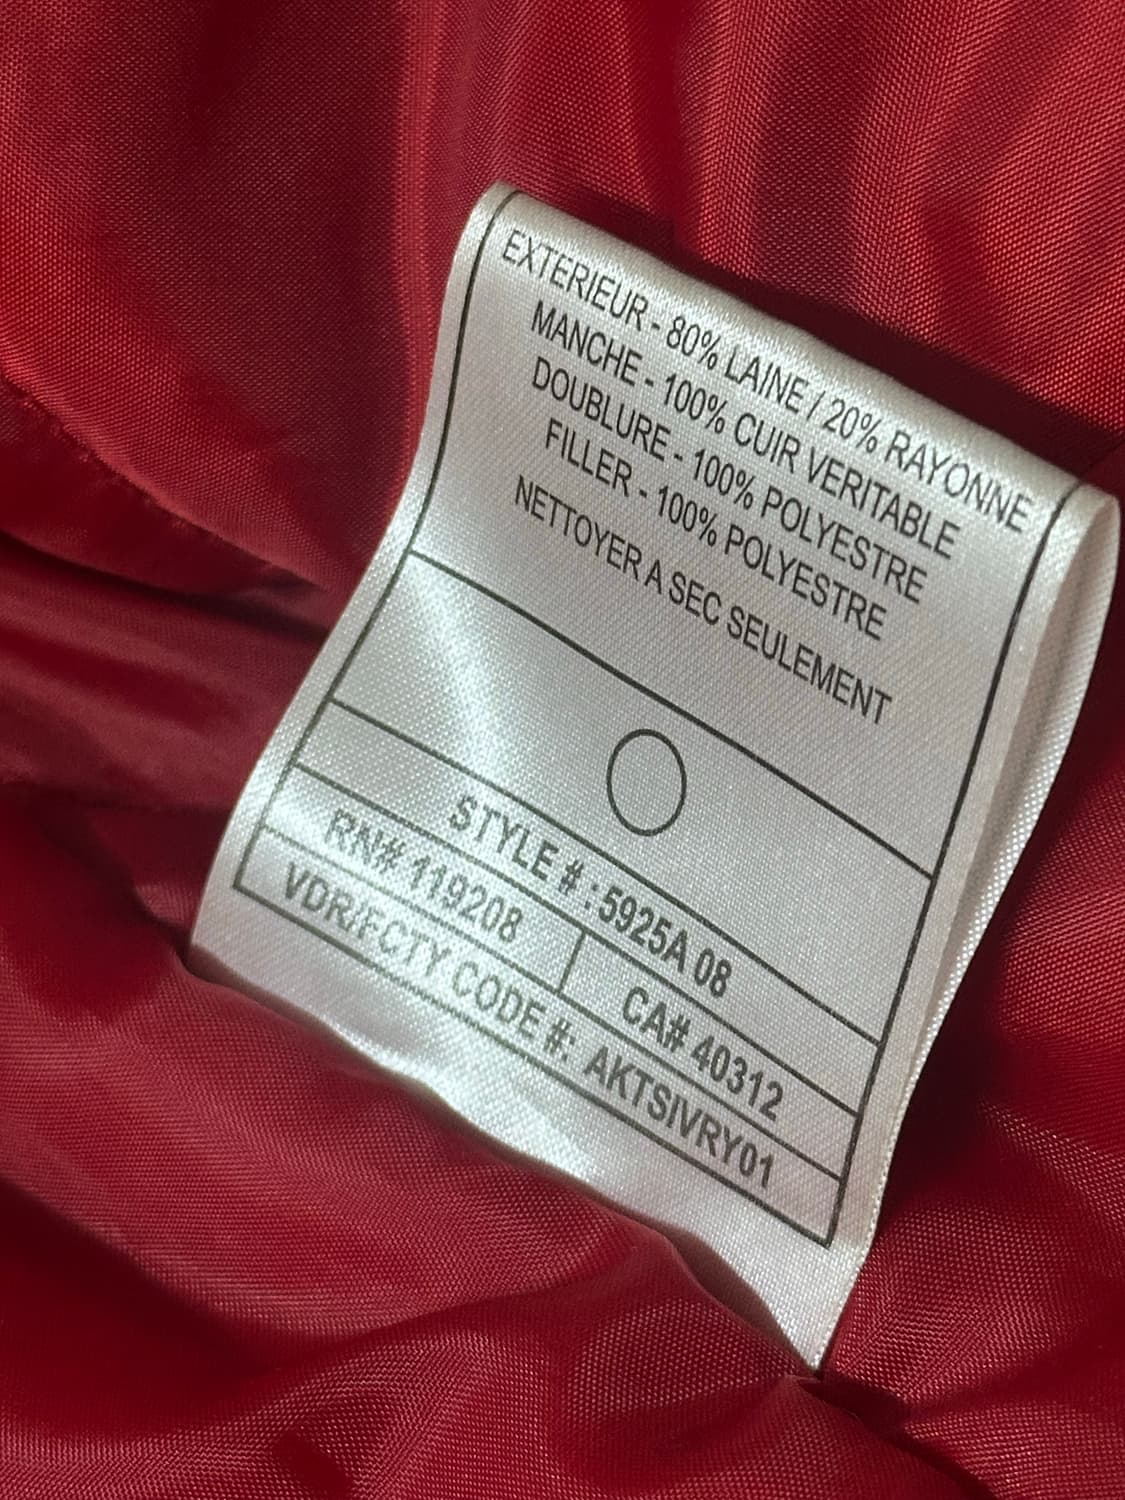 EXTERIEUR - 80% LAINE / 20% RAYONNE
MANCHE - 100% CUIR VERITABLE
DOUBLURE - 100% POLYESTRE
FILLER - 100% POLYESTRE
NETTOYER A SEC SEULEMENT
STYLE # : 5925A 08
RN# 119208 CA# 40312
VDR/FCTY CODE #: AKTSIVRY01